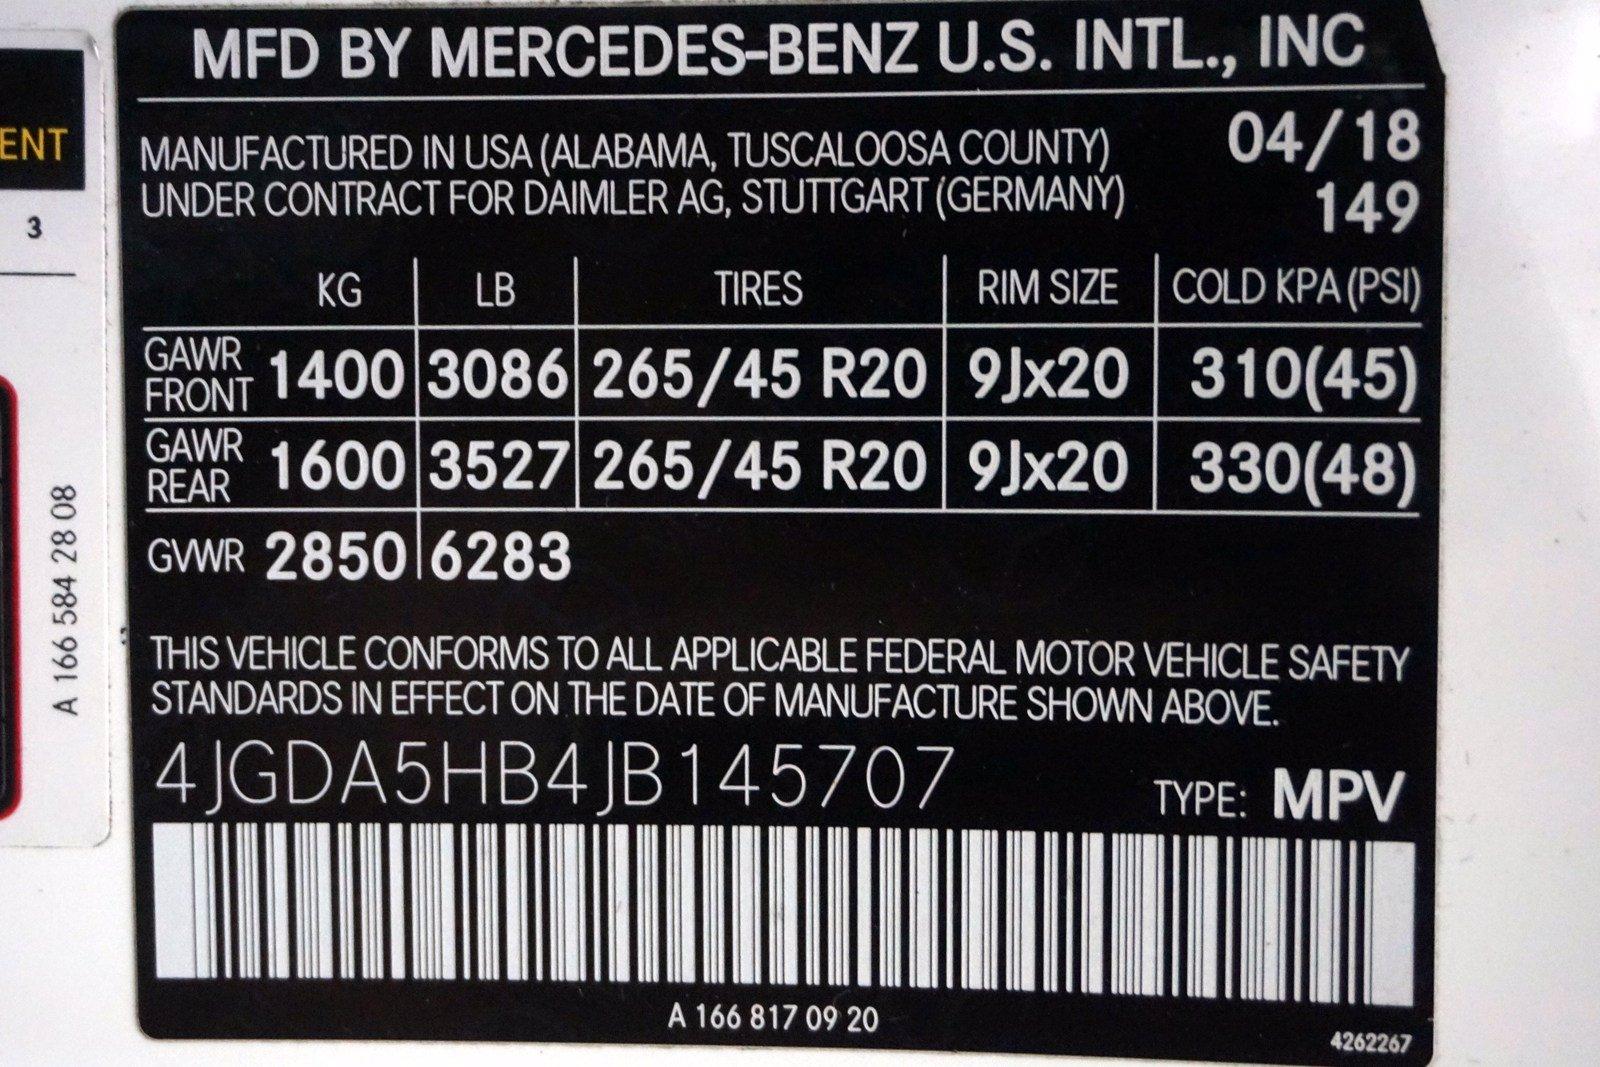 MFD BY MERCEDES-BENZ U.S. INTL., INC
MANUFACTURED IN USA (ALABAMA, TUSCALOOSA COUNTY) 04/18
UNDER CONTRACT FOR DAIMLER AG, STUTTGART (GERMANY) 149
KG LB TIRES RIM SIZE COLD KPA (PSI)
GAWR FRONT 1400 3086 265/45 R20 9Jx20 310(45)
GAWR REAR 1600 3527 265/45 R20 9Jx20 330(48)
GVWR 2850 6283
THIS VEHICLE CONFORMS TO ALL APPLICABLE FEDERAL MOTOR VEHICLE SAFETY
STANDARDS IN EFFECT ON THE DATE OF MANUFACTURE SHOWN ABOVE.
4JGDA5HB4JB145707 TYPE: MPV
A 166 817 09 20
4262267
3
A 166 584 28 08